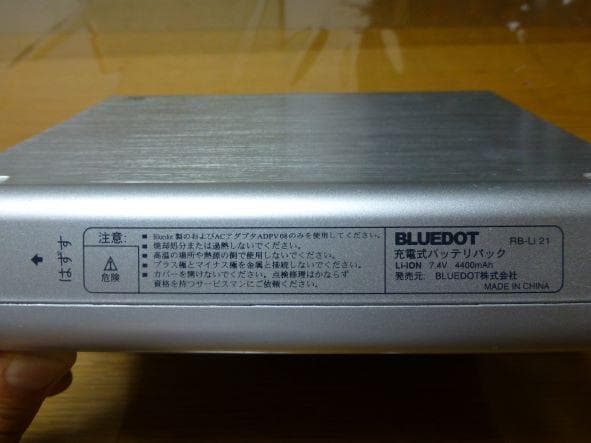 はずす
注意:
危険
■ Bluedot 製のおよびACアダプタADPV08のみを使用してください。
■ 焼却処分または過熱しないでください。
■ 高温の場所や熱源の側で使用しないでください。
■ プラス極とマイナス極を金属と接続しないでください。
■ カバーを開けないでください。点検修理はかならず
資格を持つサービスマンにご依頼ください。
BLUEDOT RB-LI 21
充電式バッテリパック
LI-ION 7.4V 4400mAh
発売元: BLUEDOT株式会社
MADE IN CHINA